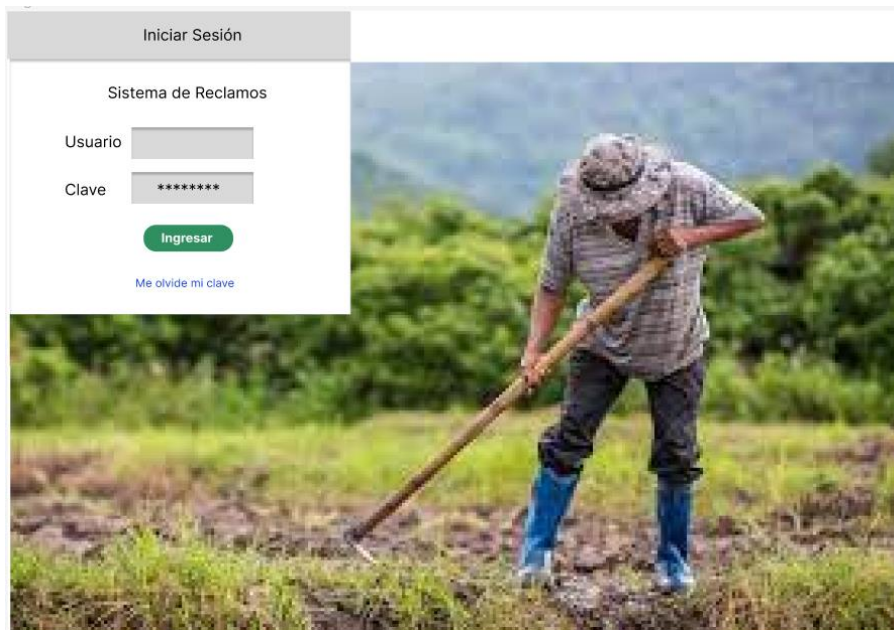 Iniciar Sesión
Sistema de Reclamos
Usuario
Clave ********
Ingresar
Me olvide mi clave